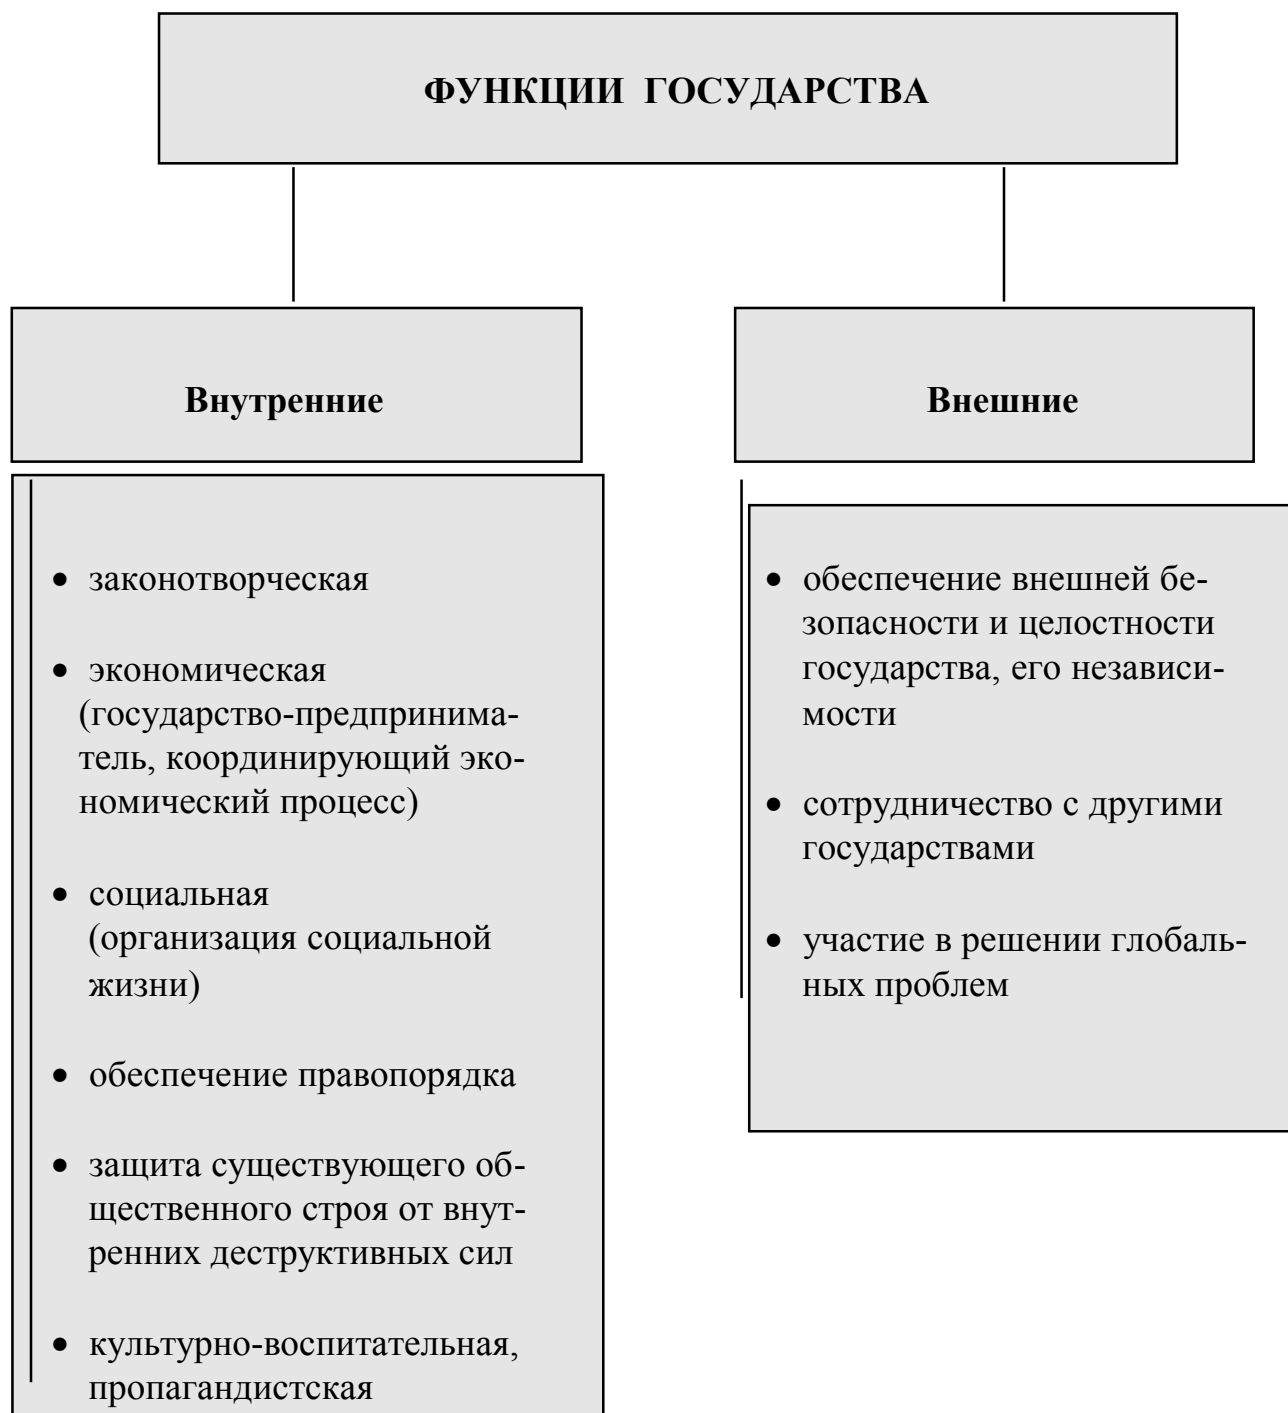 ФУНКЦИИ ГОСУДАРСТВА
Внутренние
• законотворческая
• экономическая
(государство-предпринима-
тель, координирующий эко-
номический процесс)
• социальная
(организация социальной
жизни)
• обеспечение правопорядка
• защита существующего об-
щественного строя от внут-
ренних деструктивных сил
• культурно-воспитательная,
пропагандистская
Внешние
• обеспечение внешней бе-
зопасности и целостности
государства, его независи-
мости
• сотрудничество с другими
государствами
• участие в решении глобаль-
ных проблем